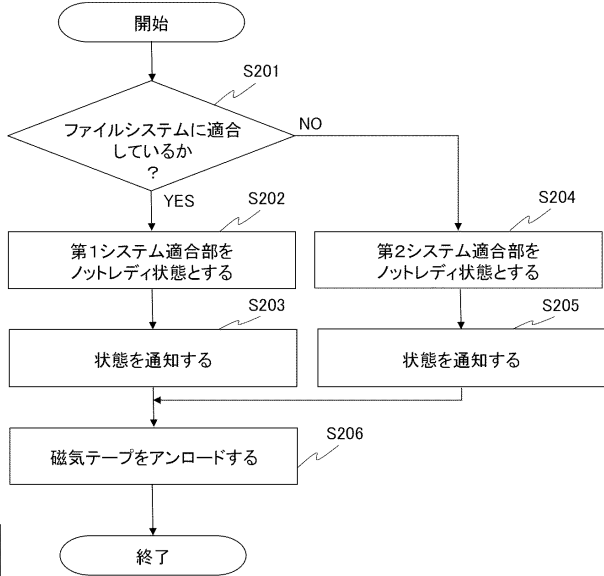 開始
S201
ファイルシステムに適合
しているか
?
NO
YES
S202
第1システム適合部を
ノットレディ状態とする
S204
第2システム適合部を
ノットレディ状態とする
S203
状態を通知する
S205
状態を通知する
S206
磁気テープをアンロードする
終了